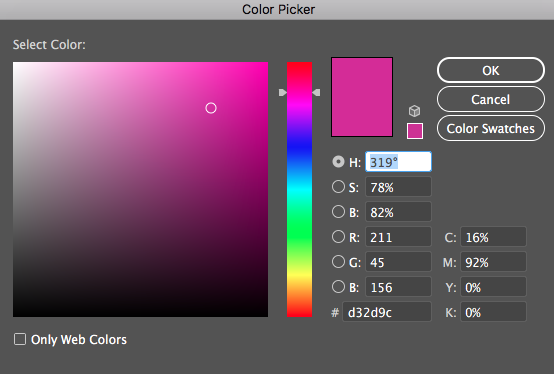 Color Picker
Select Color:
OK
Cancel
Color Swatches
H: 319°
S: 78%
B: 82%
R: 211
G: 45
B: 156
# d32d9c
C: 16%
M: 92%
Y: 0%
K: 0%
Only Web Colors